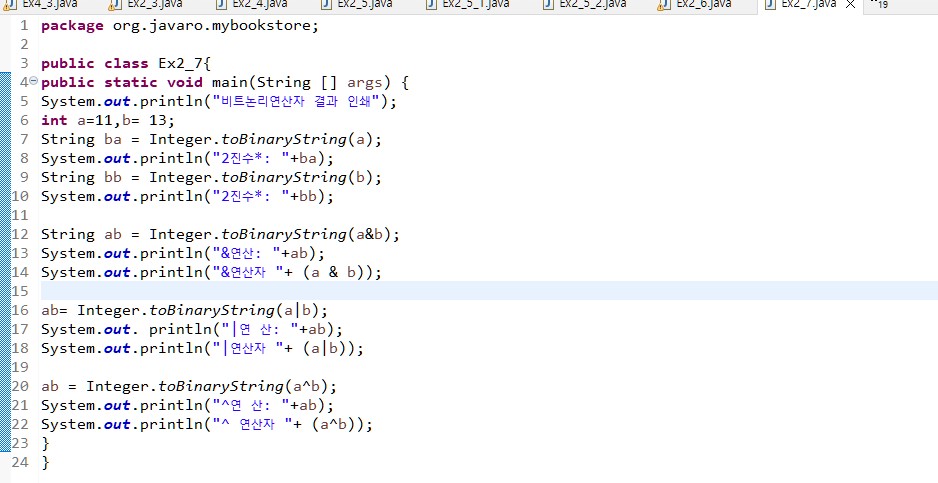 Ex4_3.java Ex2_3.java Ex2_4.java Ex2_5.java Ex2_5_1.java Ex2_5_2.java Ex2_6.java Ex2_7.java 19
1 package org.javaro.mybookstore;
2
3 public class Ex2_7{
4 public static void main(String [] args) {
5 System.out.println("비트논리연산자 결과 인쇄");
6 int a=11,b= 13;
7 String ba = Integer.toBinaryString(a);
8 System.out.println("2진수*: "+ba);
9 String bb = Integer.toBinaryString(b);
10 System.out.println("2진수*: "+bb);
11
12 String ab = Integer.toBinaryString(a&b);
13 System.out.println("&연산: "+ab);
14 System.out.println("&연산자 "+ (a & b));
15
16 ab= Integer.toBinaryString(a|b);
17 System.out. println("|연 산: "+ab);
18 System.out.println("|연산자 "+ (a|b));
19
20 ab = Integer.toBinaryString(a^b);
21 System.out.println("^연 산: "+ab);
22 System.out.println("^ 연산자 "+ (a^b));
23 }
24 }